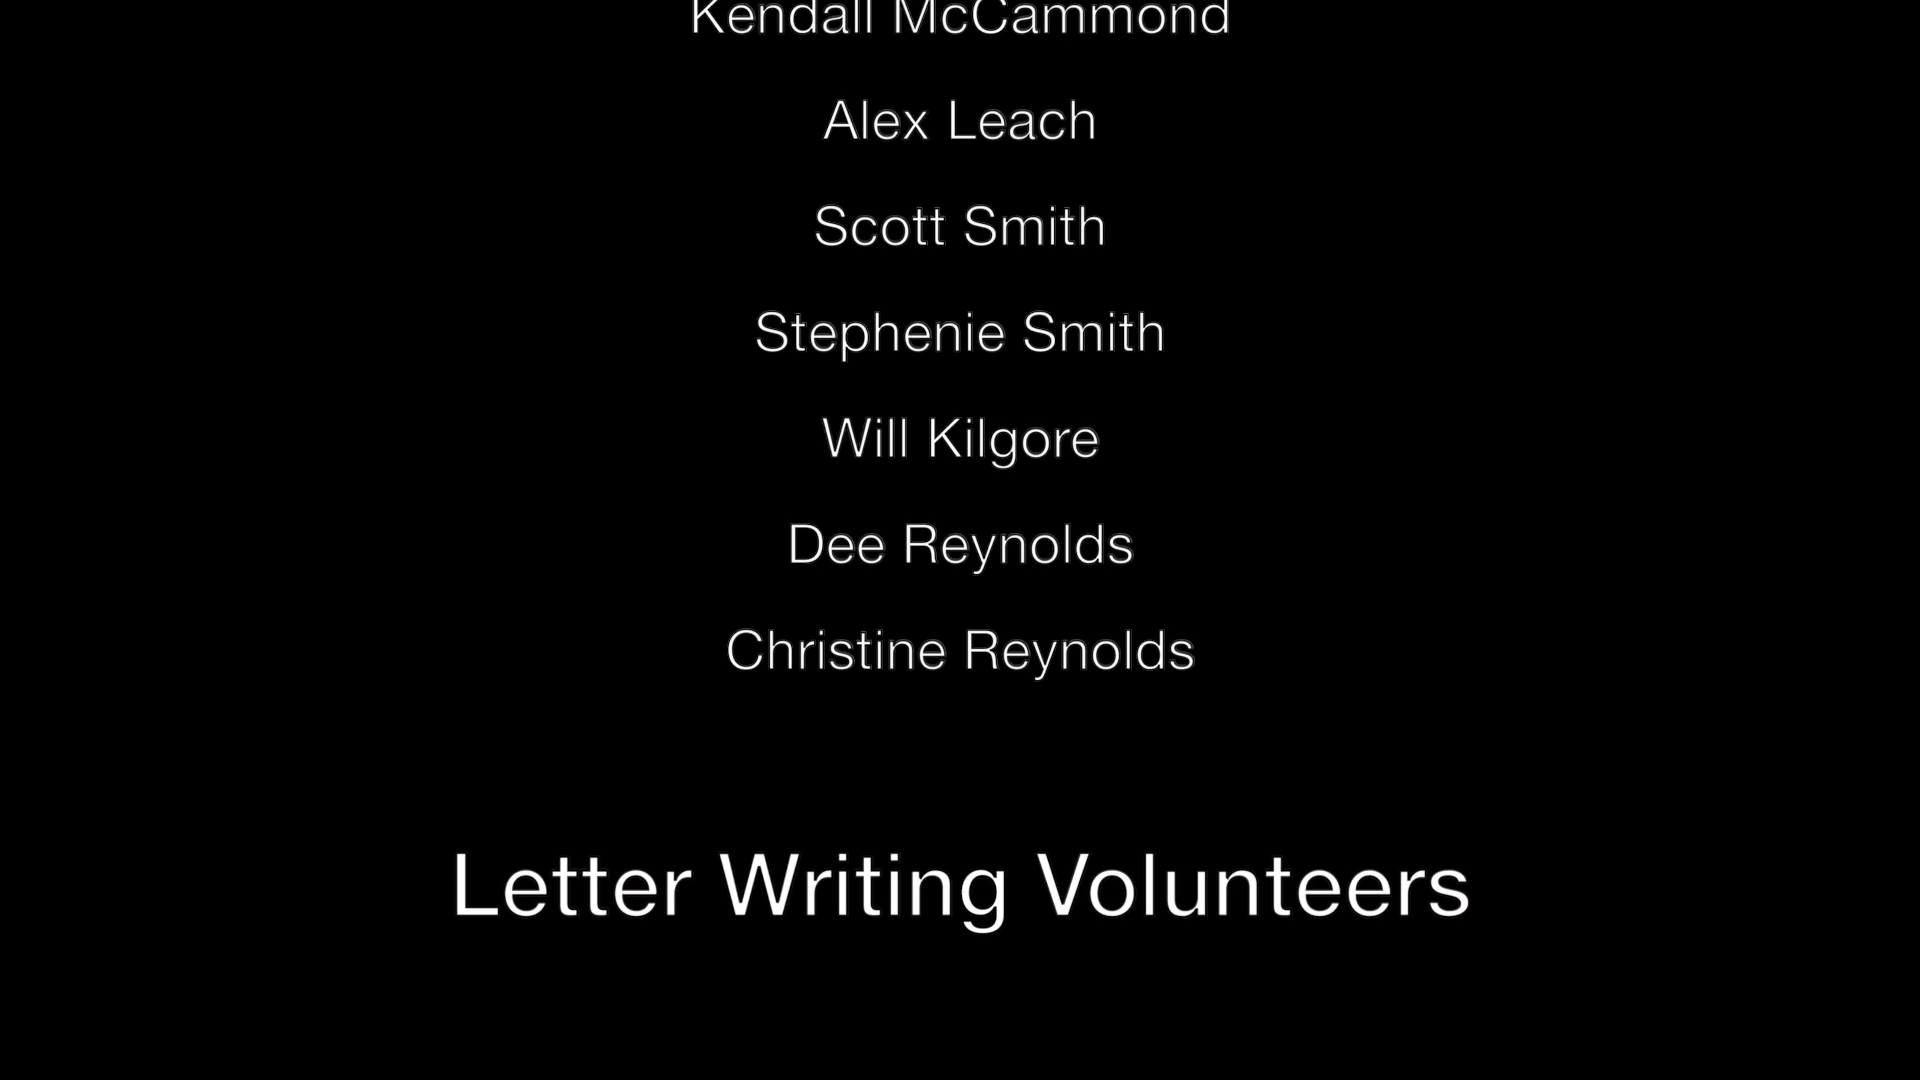 Kendall McCammond
Alex Leach
Scott Smith
Stephenie Smith
Will Kilgore
Dee Reynolds
Christine Reynolds
Letter Writing Volunteers